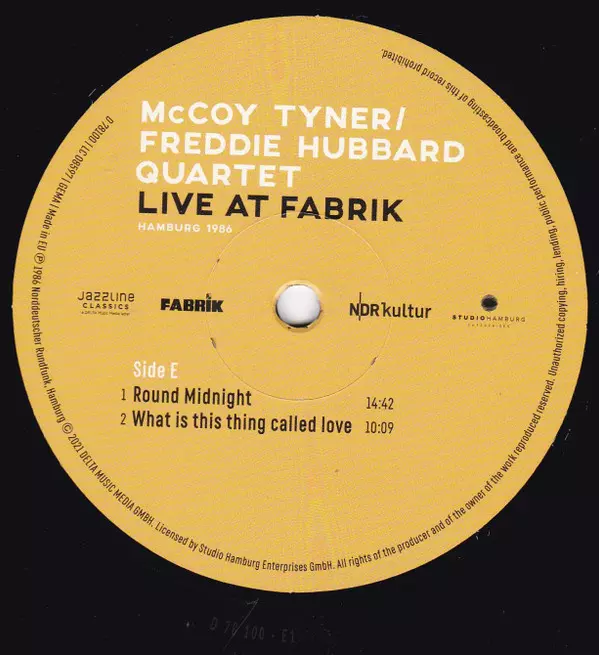 McCOY TYNER/
FREDDIE HUBBARD
QUARTET
LIVE AT FABRIK
HAMBURG 1986
JAZZLINE
CLASSICS
FABRIK
NDR kultur
STUDIO HAMBURG
ENTERPRISES
Side E
1 Round Midnight 14:42
2 What is this thing called love 10:09
D 78100 | LC 08597 | GEMA | Made in EU ℗ 1986 Norddeutscher Rundfunk, Hamburg © 2021 DELTA MUSIC MEDIA GMBH. Licensed by Studio Hamburg Enterprises GmbH. All rights of the producer and of the owner of the work reproduced reserved. Unauthorized copying, hiring, lending, public performance and broadcasting of this record prohibited.